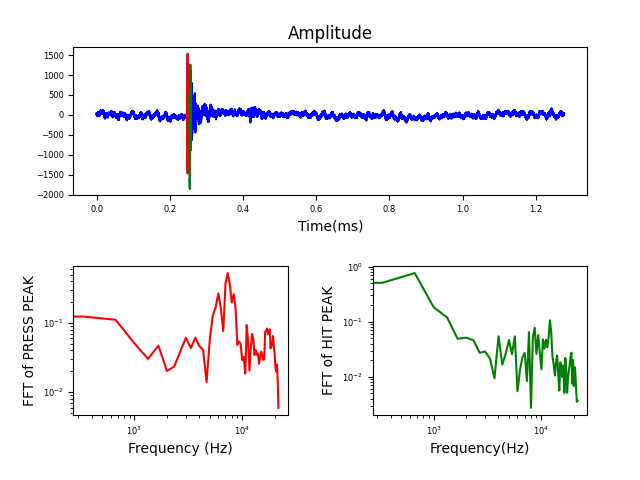 Amplitude
1500
1000
500
0
−500
−1000
−1500
−2000
0.0 0.2 0.4 0.6 0.8 1.0 1.2
Time(ms)
FFT of PRESS PEAK
10⁻¹
10⁻²
10³ 10⁴
Frequency (Hz)
FFT of HIT PEAK
10⁰
10⁻¹
10⁻²
10³ 10⁴
Frequency(Hz)